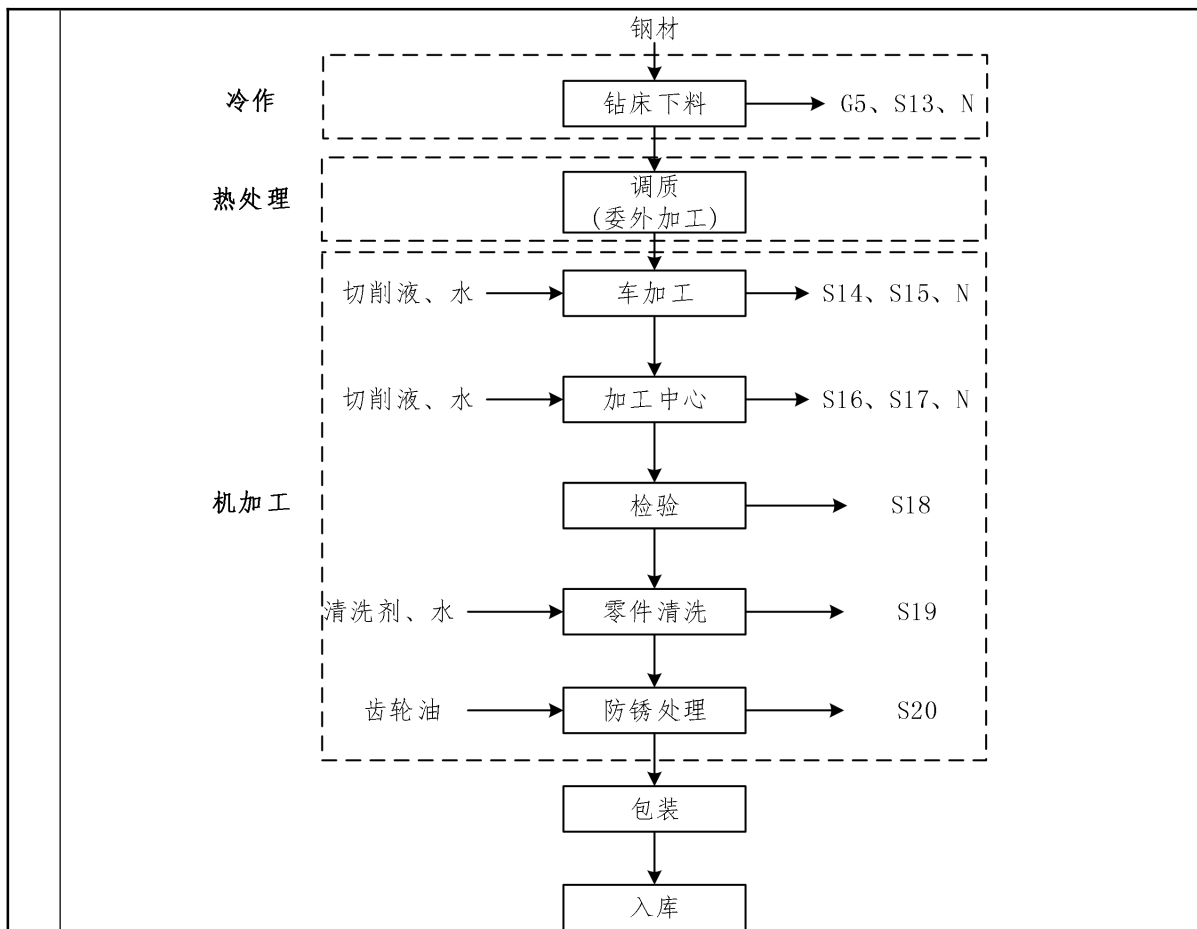 钢材
冷作
钻床下料
G5、S13、N
热处理
调质
(委外加工)
切削液、水
车加工
S14、S15、N
切削液、水
加工中心
S16、S17、N
机加工
检验
S18
清洗剂、水
零件清洗
S19
齿轮油
防锈处理
S20
包装
入库